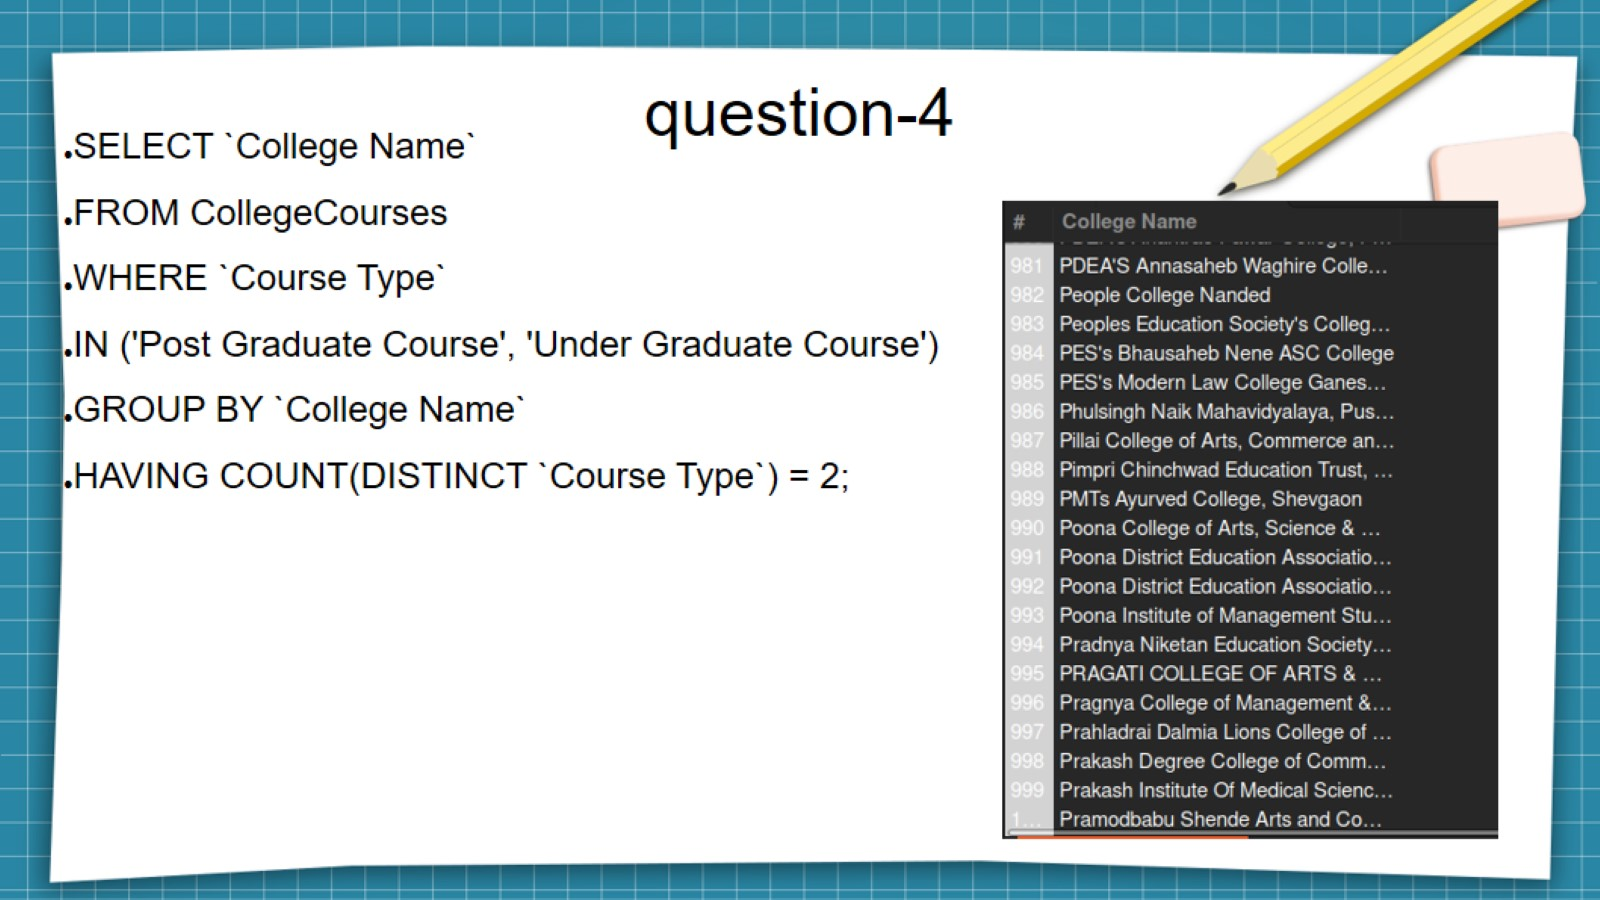 question-4
.SELECT `College Name`
.FROM CollegeCourses
.WHERE `Course Type`
.IN ('Post Graduate Course', 'Under Graduate Course')
.GROUP BY `College Name`
.HAVING COUNT(DISTINCT `Course Type`) = 2;
# College Name
981 PDEA'S Annasaheb Waghire Colle...
982 People College Nanded
983 Peoples Education Society's Colleg...
984 PES's Bhausaheb Nene ASC College
985 PES's Modern Law College Ganes...
986 Phulsingh Naik Mahavidyalaya, Pus...
987 Pillai College of Arts, Commerce an...
988 Pimpri Chinchwad Education Trust, ...
989 PMTs Ayurved College, Shevgaon
990 Poona College of Arts, Science & ...
991 Poona District Education Associatio...
992 Poona District Education Associatio...
993 Poona Institute of Management Stu...
994 Pradnya Niketan Education Society...
995 PRAGATI COLLEGE OF ARTS & ...
996 Pragnya College of Management &...
997 Prahladrai Dalmia Lions College of ...
998 Prakash Degree College of Comm...
999 Prakash Institute Of Medical Scienc...
1... Pramodbabu Shende Arts and Co...